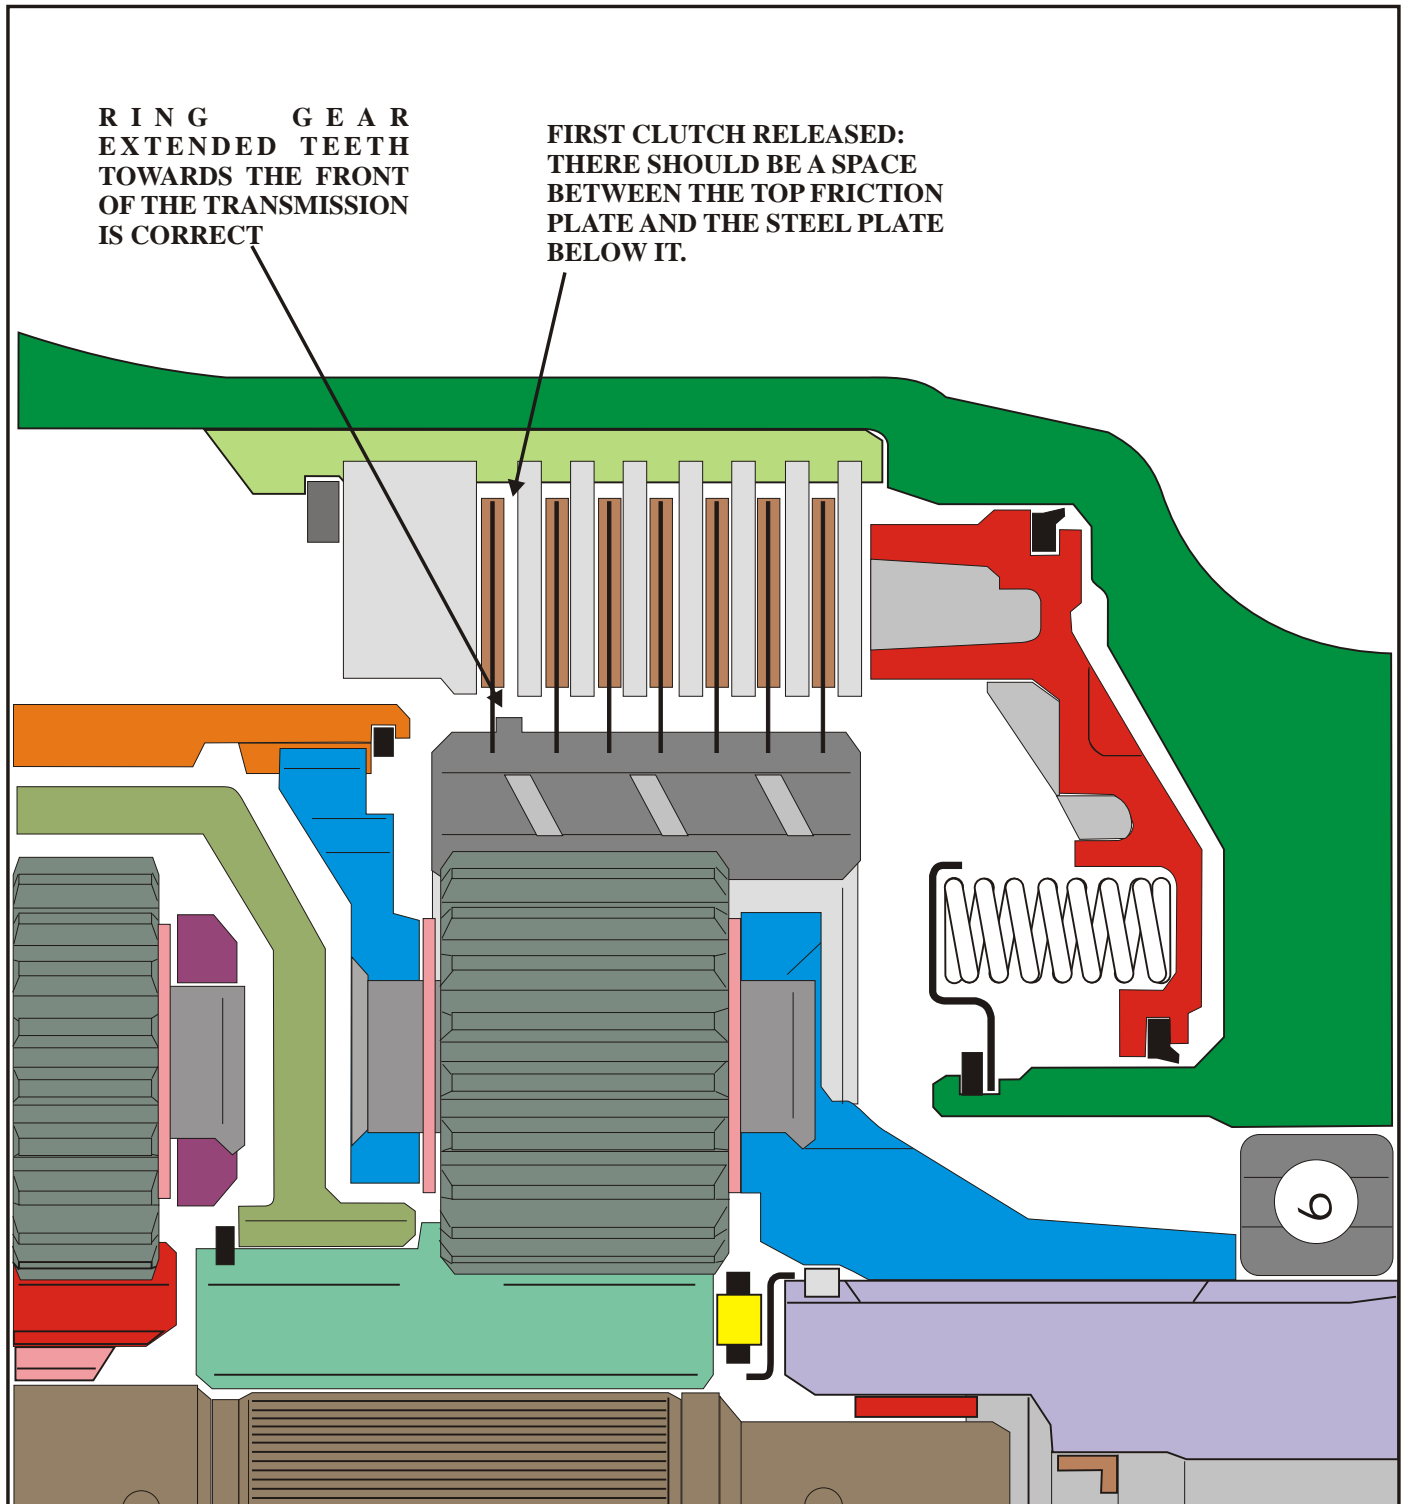 RING GEAR
EXTENDED TEETH
TOWARDS THE FRONT
OF THE TRANSMISSION
IS CORRECT
FIRST CLUTCH RELEASED:
THERE SHOULD BE A SPACE
BETWEEN THE TOP FRICTION
PLATE AND THE STEEL PLATE
BELOW IT.
6